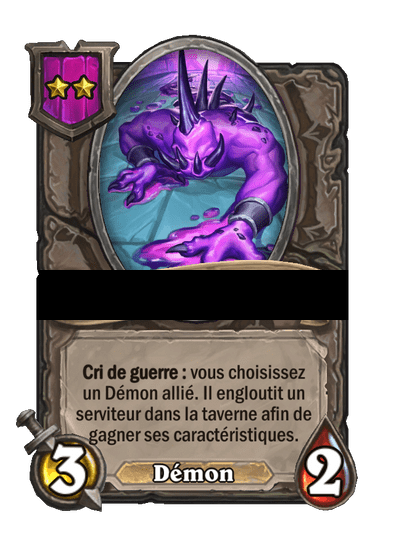 Cri de guerre : vous choisissez
un Démon allié. Il engloutit un
serviteur dans la taverne afin de
gagner ses caractéristiques.
3
Démon
2